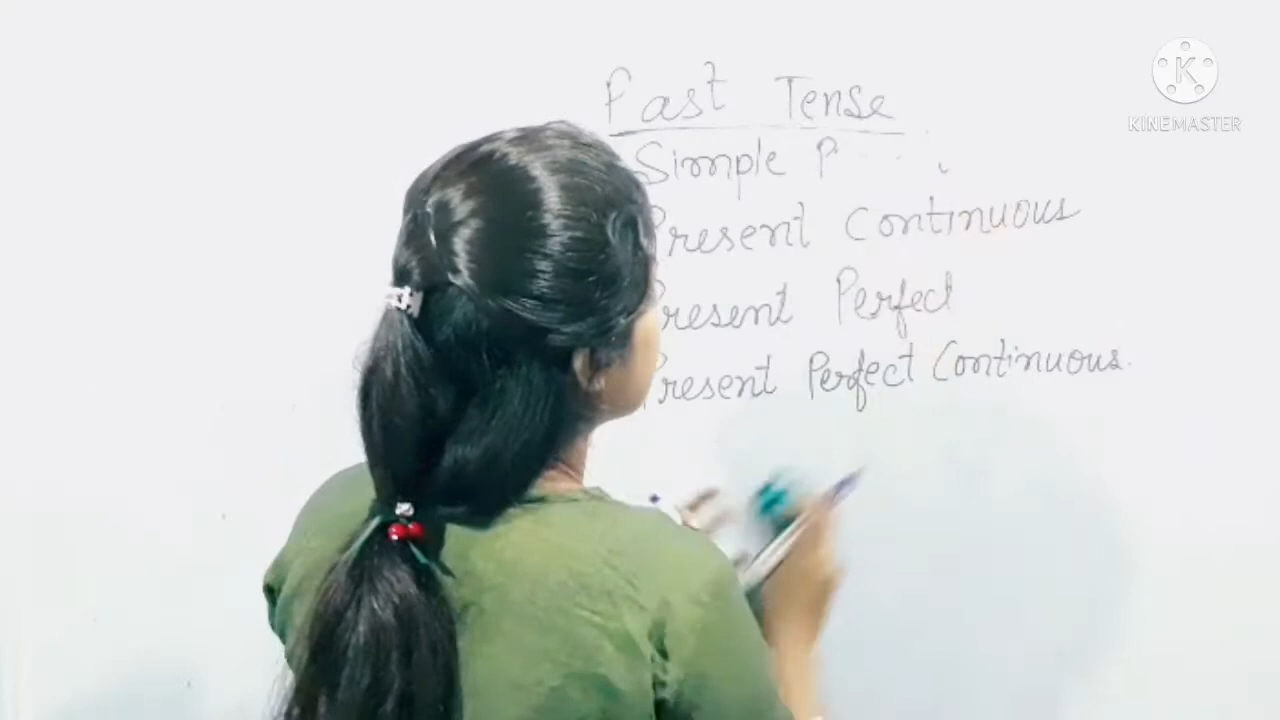 Past Tense
Simple P
Present Continuous
Present Perfect
Present Perfect Continuous.
KINEMASTER